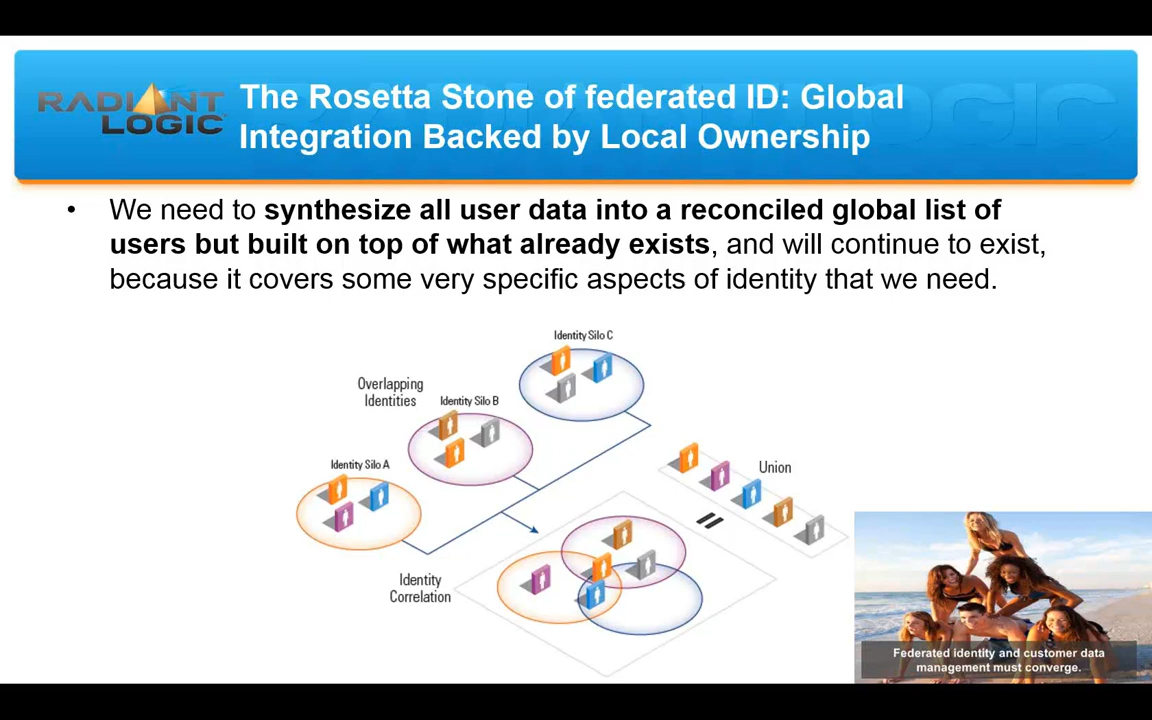 RADIANT
LOGIC
The Rosetta Stone of federated ID: Global
Integration Backed by Local Ownership
• We need to synthesize all user data into a reconciled global list of
users but built on top of what already exists, and will continue to exist,
because it covers some very specific aspects of identity that we need.
Identity Silo C
Overlapping
Identities
Identity Silo B
Identity Silo A
Union
=
Identity
Correlation
Federated identity and customer data
management must converge.